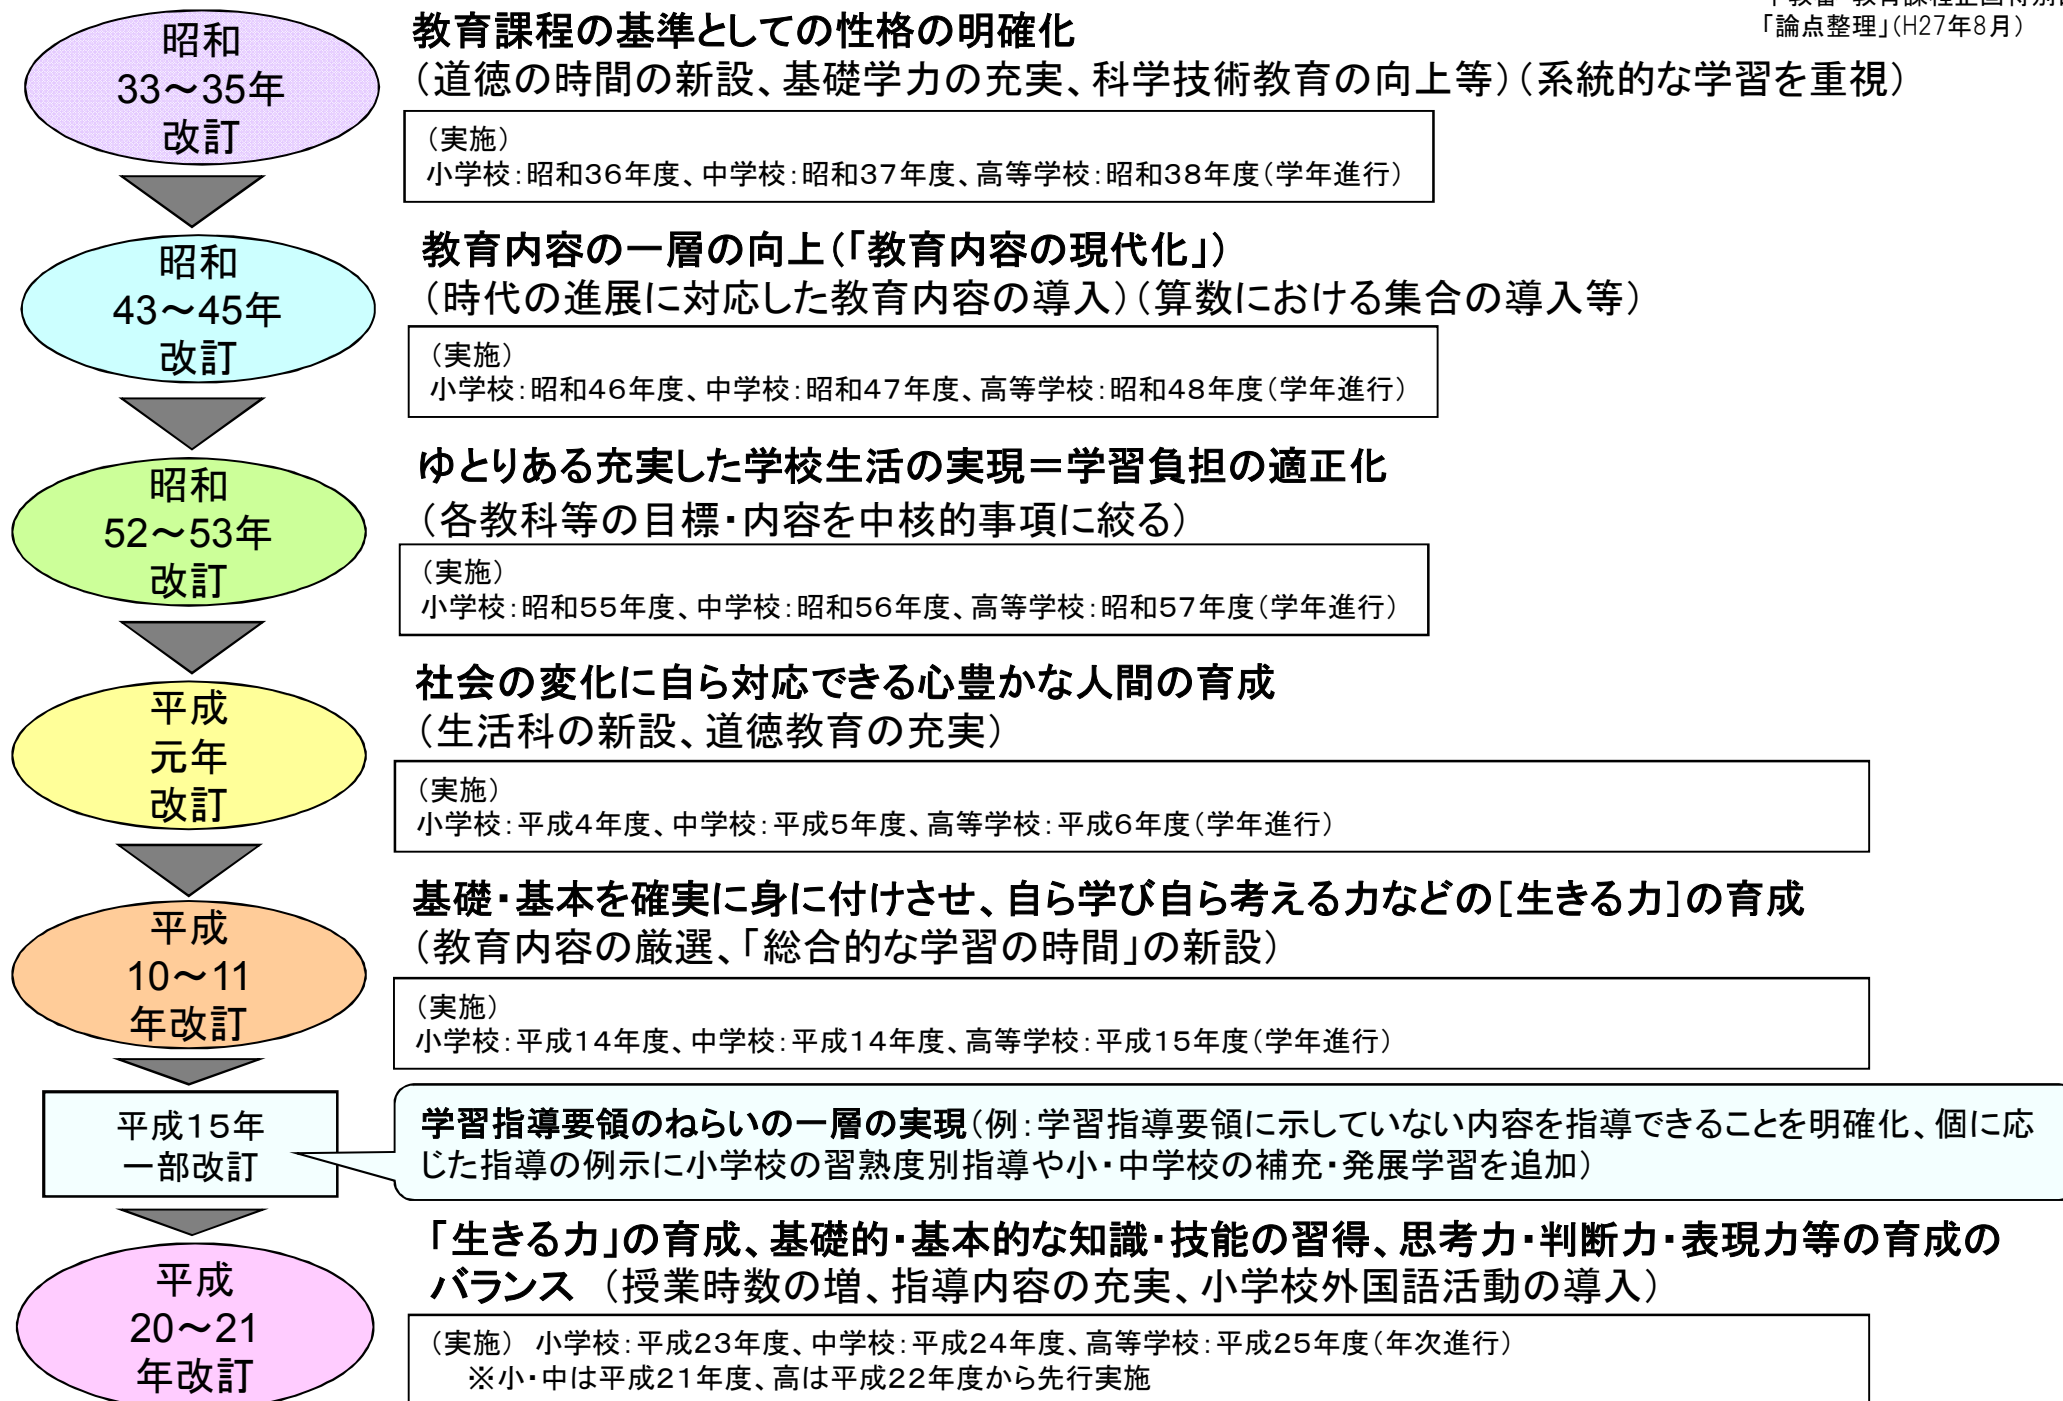 「論点整理」(H27年8月)
昭和
33～35年
改訂
教育課程の基準としての性格の明確化
（道徳の時間の新設、基礎学力の充実、科学技術教育の向上等）（系統的な学習を重視）
（実施）
小学校：昭和３６年度、中学校：昭和３７年度、高等学校：昭和３８年度（学年進行）
昭和
43～45年
改訂
教育内容の一層の向上（「教育内容の現代化」）
（時代の進展に対応した教育内容の導入）（算数における集合の導入等）
（実施）
小学校：昭和４６年度、中学校：昭和４７年度、高等学校：昭和４８年度（学年進行）
昭和
52～53年
改訂
ゆとりある充実した学校生活の実現＝学習負担の適正化
（各教科等の目標・内容を中核的事項に絞る）
（実施）
小学校：昭和５５年度、中学校：昭和５６年度、高等学校：昭和５７年度（学年進行）
平成
元年
改訂
社会の変化に自ら対応できる心豊かな人間の育成
（生活科の新設、道徳教育の充実）
（実施）
小学校：平成４年度、中学校：平成５年度、高等学校：平成６年度（学年進行）
平成
10～11
年改訂
基礎・基本を確実に身に付けさせ、自ら学び自ら考える力などの［生きる力］の育成
（教育内容の厳選、「総合的な学習の時間」の新設）
（実施）
小学校：平成１４年度、中学校：平成１４年度、高等学校：平成１５年度（学年進行）
平成１５年
一部改訂
学習指導要領のねらいの一層の実現（例：学習指導要領に示していない内容を指導できることを明確化、個に応
じた指導の例示に小学校の習熟度別指導や小・中学校の補充・発展学習を追加）
平成
20～21
年改訂
「生きる力」の育成、基礎的・基本的な知識・技能の習得、思考力・判断力・表現力等の育成の
バランス （授業時数の増、指導内容の充実、小学校外国語活動の導入）
（実施） 小学校：平成２３年度、中学校：平成２４年度、高等学校：平成２５年度（年次進行）
※小・中は平成２１年度、高は平成２２年度から先行実施